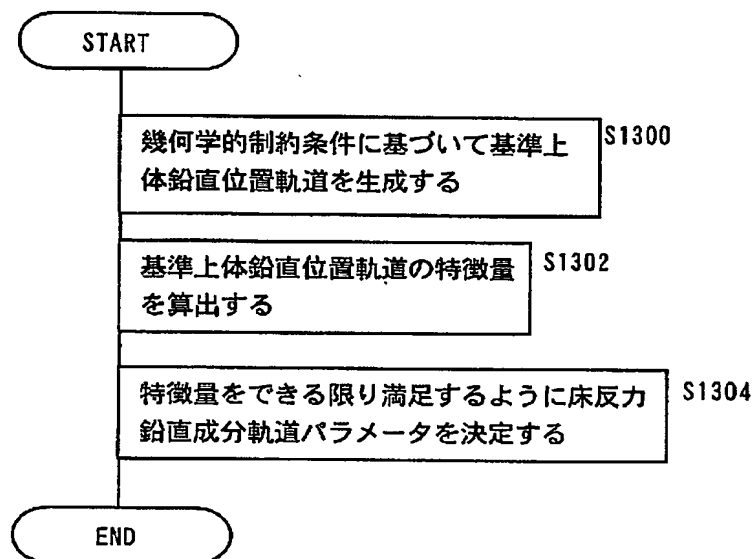 START
幾何学的制約条件に基づいて基準上
体鉛直位置軌道を生成する
S1300
基準上体鉛直位置軌道の特徴量
を算出する
S1302
特徴量をできる限り満足するように床反力
鉛直成分軌道パラメータを決定する
S1304
END